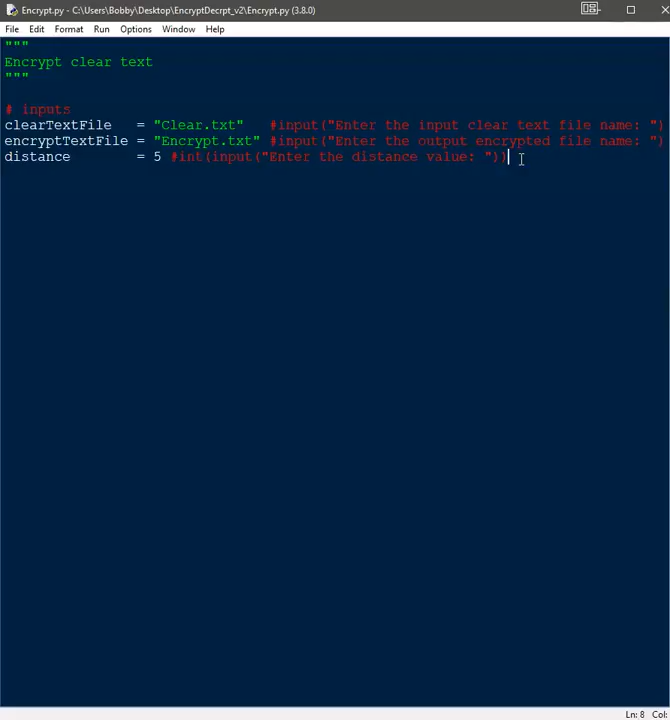 Encrypt.py - C:\Users\Bobby\Desktop\EncryptDecrpt_v2\Encrypt.py (3.8.0)
File Edit Format Run Options Window Help
"""
Encrypt clear text
"""
# inputs
clearTextFile = "Clear.txt" #input("Enter the input clear text file name: ")
encryptTextFile = "Encrypt.txt" #input("Enter the output encrypted file name: ")
distance = 5 #int(input("Enter the distance value: "))
Ln: 8 Col: